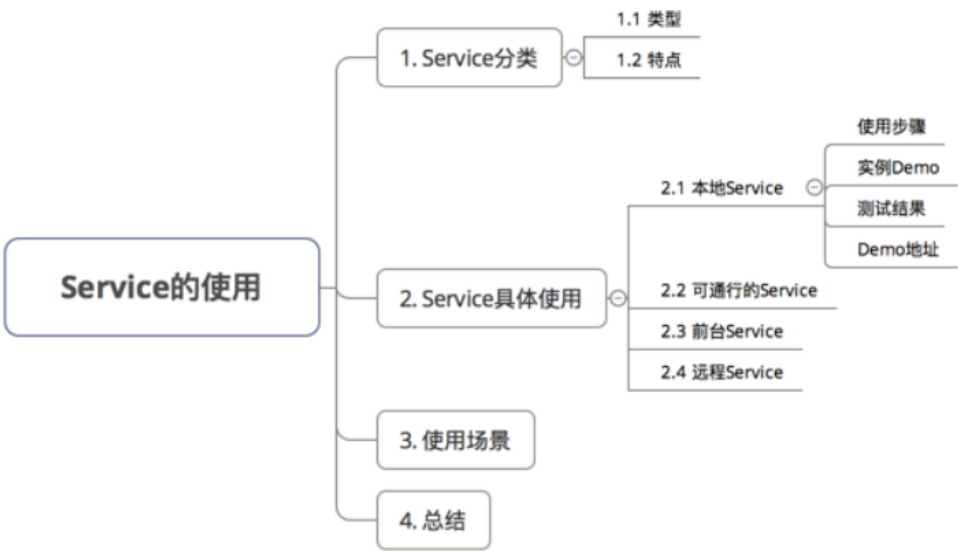 Service的使用
1. Service分类
1.1 类型
1.2 特点
2. Service具体使用
2.1 本地Service
使用步骤
实例Demo
测试结果
Demo地址
2.2 可通行的Service
2.3 前台Service
2.4 远程Service
3. 使用场景
4. 总结